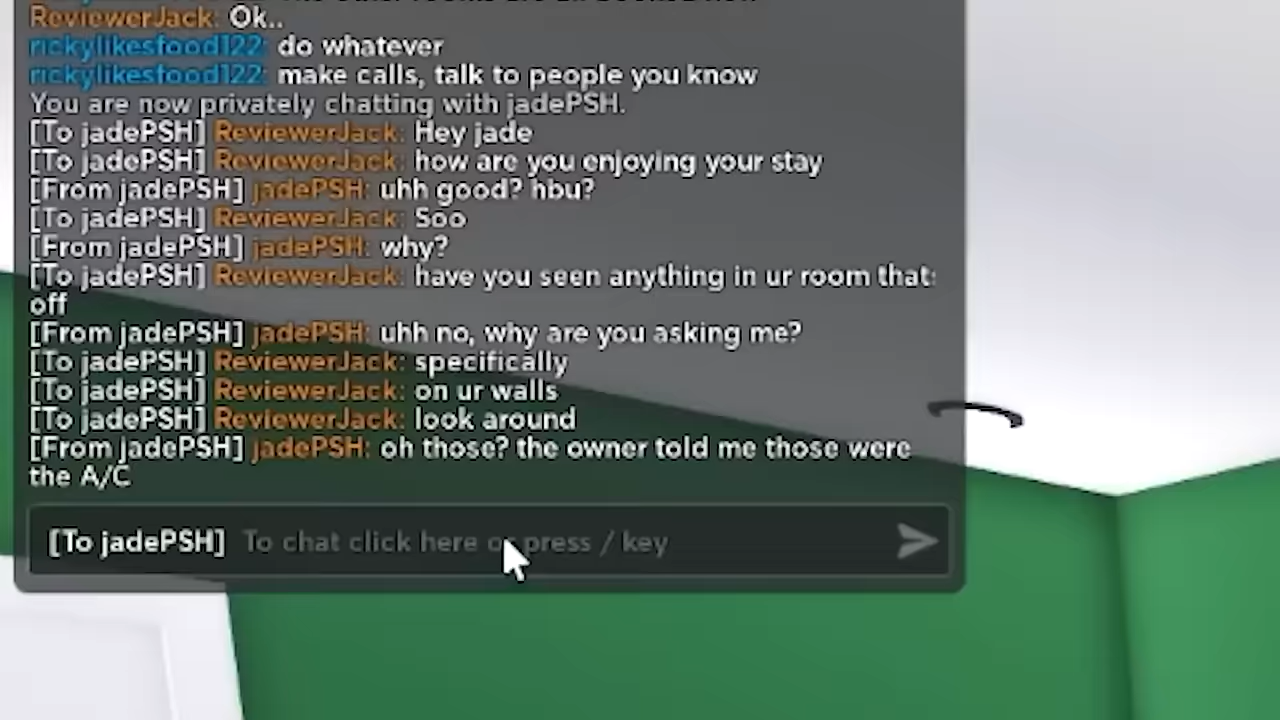 ReviewerJack: Ok..
rickylikesfood122: do whatever
rickylikesfood122: make calls, talk to people you know
You are now privately chatting with jadePSH.
[To jadePSH] ReviewerJack: Hey jade
[To jadePSH] ReviewerJack: how are you enjoying your stay
[From jadePSH] jadePSH: uhh good? hbu?
[To jadePSH] ReviewerJack: Soo
[From jadePSH] jadePSH: why?
[To jadePSH] ReviewerJack: have you seen anything in ur room thats
off
[From jadePSH] jadePSH: uhh no, why are you asking me?
[To jadePSH] ReviewerJack: specifically
[To jadePSH] ReviewerJack: on ur walls
[To jadePSH] ReviewerJack: look around
[From jadePSH] jadePSH: oh those? the owner told me those were
the A/C
[To jadePSH] To chat click here or press / key